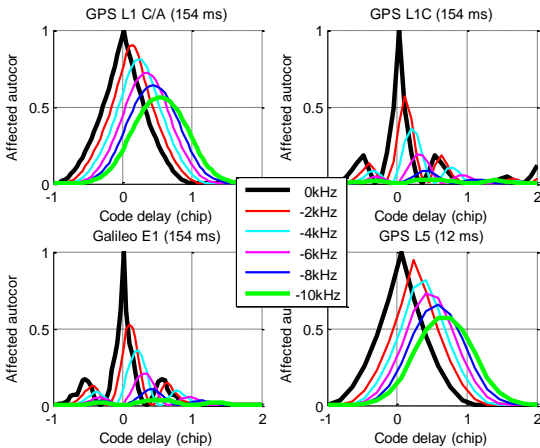 GPS L1 C/A (154 ms)
GPS L1C (154 ms)
1
0.5
0
Affected autocor
-1 0 1 2
Code delay (chip)
1
0.5
0
Affected autocor
-1 0 1 2
Code delay (chip)
0kHz
-2kHz
-4kHz
-6kHz
-8kHz
-10kHz
Galileo E1 (154 ms)
GPS L5 (12 ms)
1
0.5
0
Affected autocor
-1 0 1 2
Code delay (chip)
1
0.5
0
Affected autocor
-1 0 1 2
Code delay (chip)